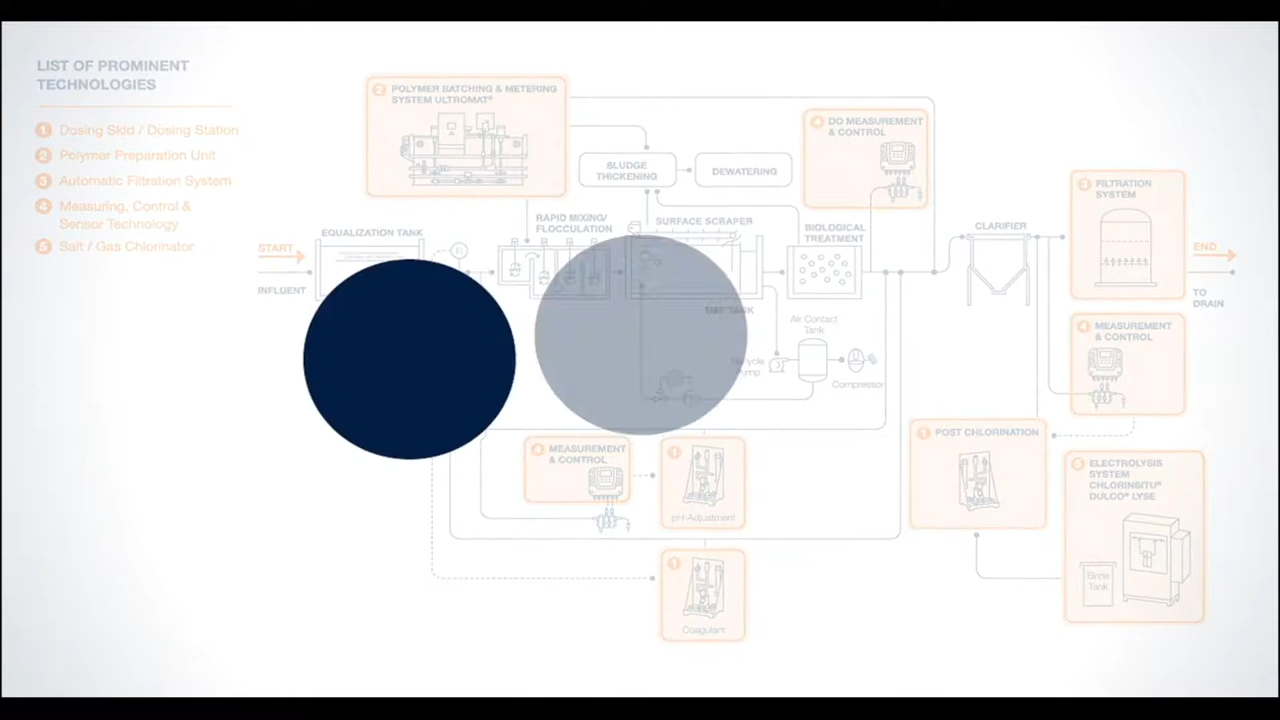 LIST OF PROMINENT
TECHNOLOGIES
1 Dosing Skid / Dosing Station
2 Polymer Preparation Unit
3 Automatic Filtration System
4 Measuring, Control &
Sensor Technology
5 Salt / Gas Chlorinator
2 POLYMER BATCHING & METERING
SYSTEM ULTROMAT®
SLUDGE
THICKENING
DEWATERING
4 DO MEASUREMENT
& CONTROL
EQUALIZATION TANK
START
INFLUENT
RAPID MIXING/
FLOCCULATION
SURFACE SCRAPER
TANK
BIOLOGICAL
TREATMENT
Air Contact
Tank
Pump
Compressor
CLARIFIER
3 FILTRATION
SYSTEM
END
TO
DRAIN
4 MEASUREMENT
& CONTROL
4 MEASUREMENT
& CONTROL
1
pH-Adjustment
1
Coagulant
1 POST CHLORINATION
5 ELECTROLYSIS
SYSTEM
CHLORINSITU®
DULCO® LYSE
Brine
Tank